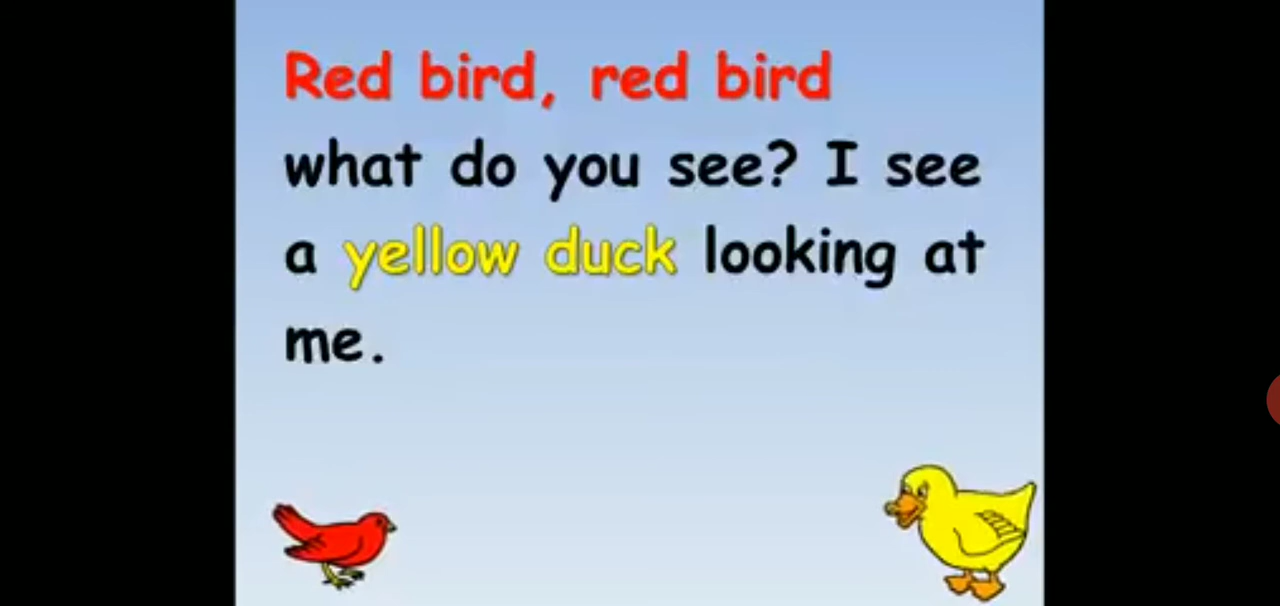 Red bird, red bird
what do you see? I see
a yellow duck looking at
me.